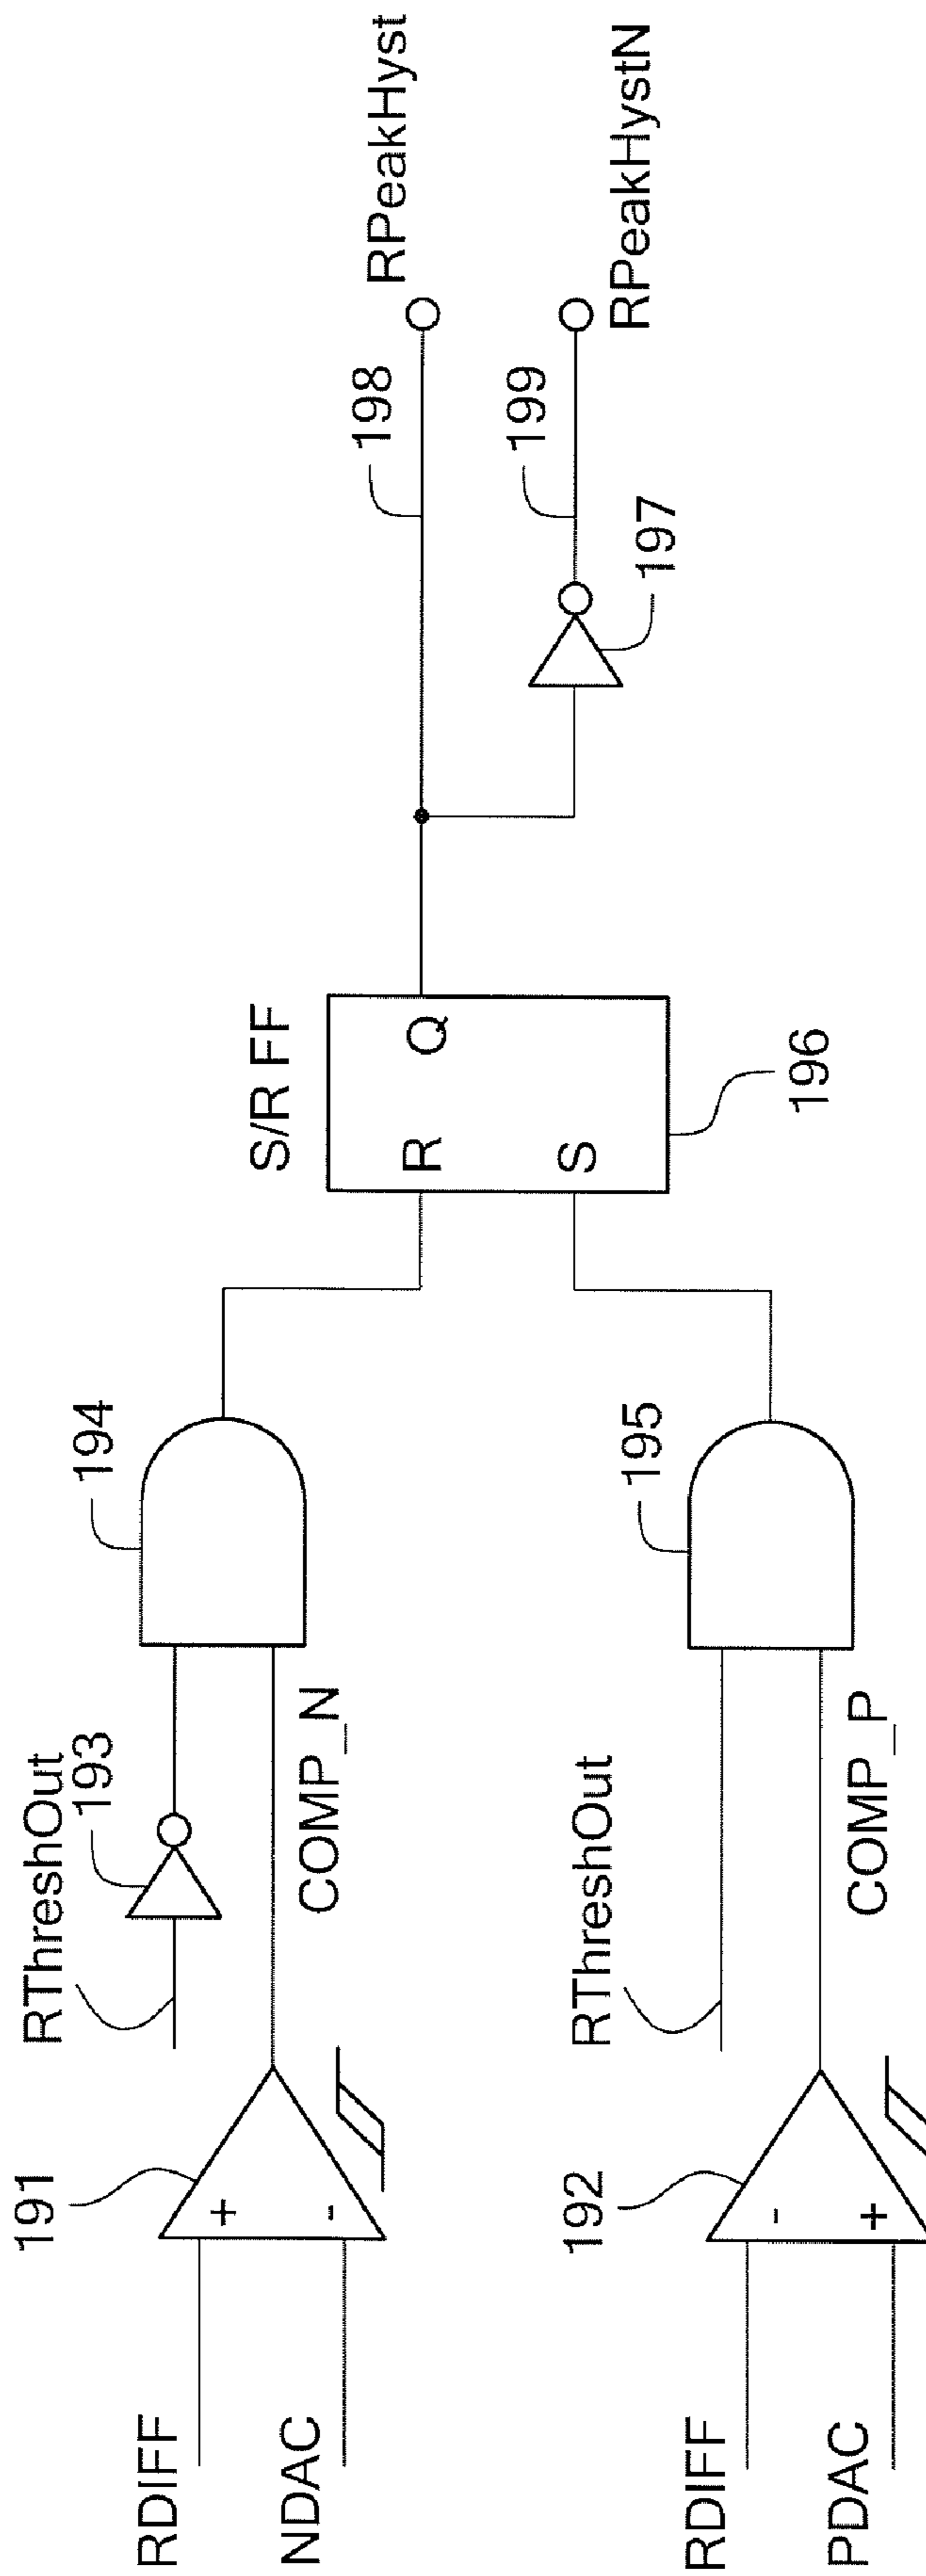 RDIFF
NDAC
191
+
-
RThreshOut
193
COMP_N
194
RDIFF
PDAC
192
-
+
RThreshOut
COMP_P
195
S/R FF
R
Q
S
196
198
RPeakHyst
199
197
RPeakHystN